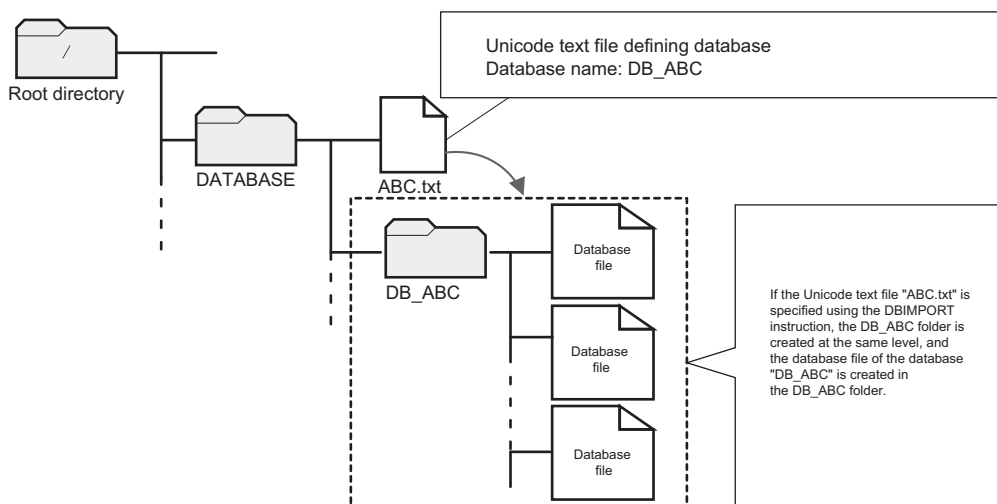 /
Root directory
DATABASE
ABC.txt
Unicode text file defining database
Database name: DB_ABC
DB_ABC
Database
file
Database
file
Database
file
If the Unicode text file "ABC.txt" is
specified using the DBIMPORT
instruction, the DB_ABC folder is
created at the same level, and
the database file of the database
"DB_ABC" is created in
the DB_ABC folder.